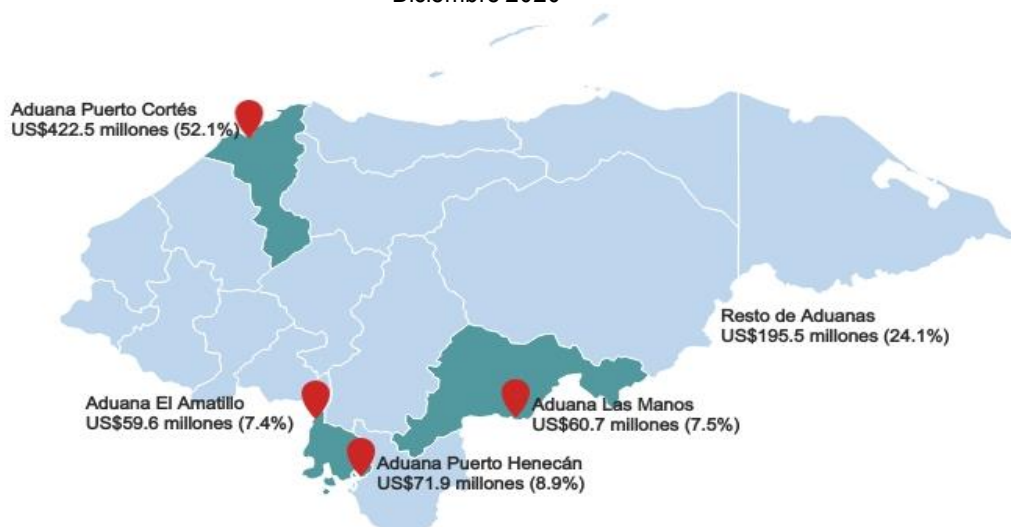 Aduana Puerto Cortés
US$422.5 millones (52.1%)
Resto de Aduanas
US$195.5 millones (24.1%)
Aduana El Amatillo
US$59.6 millones (7.4%)
Aduana Las Manos
US$60.7 millones (7.5%)
Aduana Puerto Henecán
US$71.9 millones (8.9%)